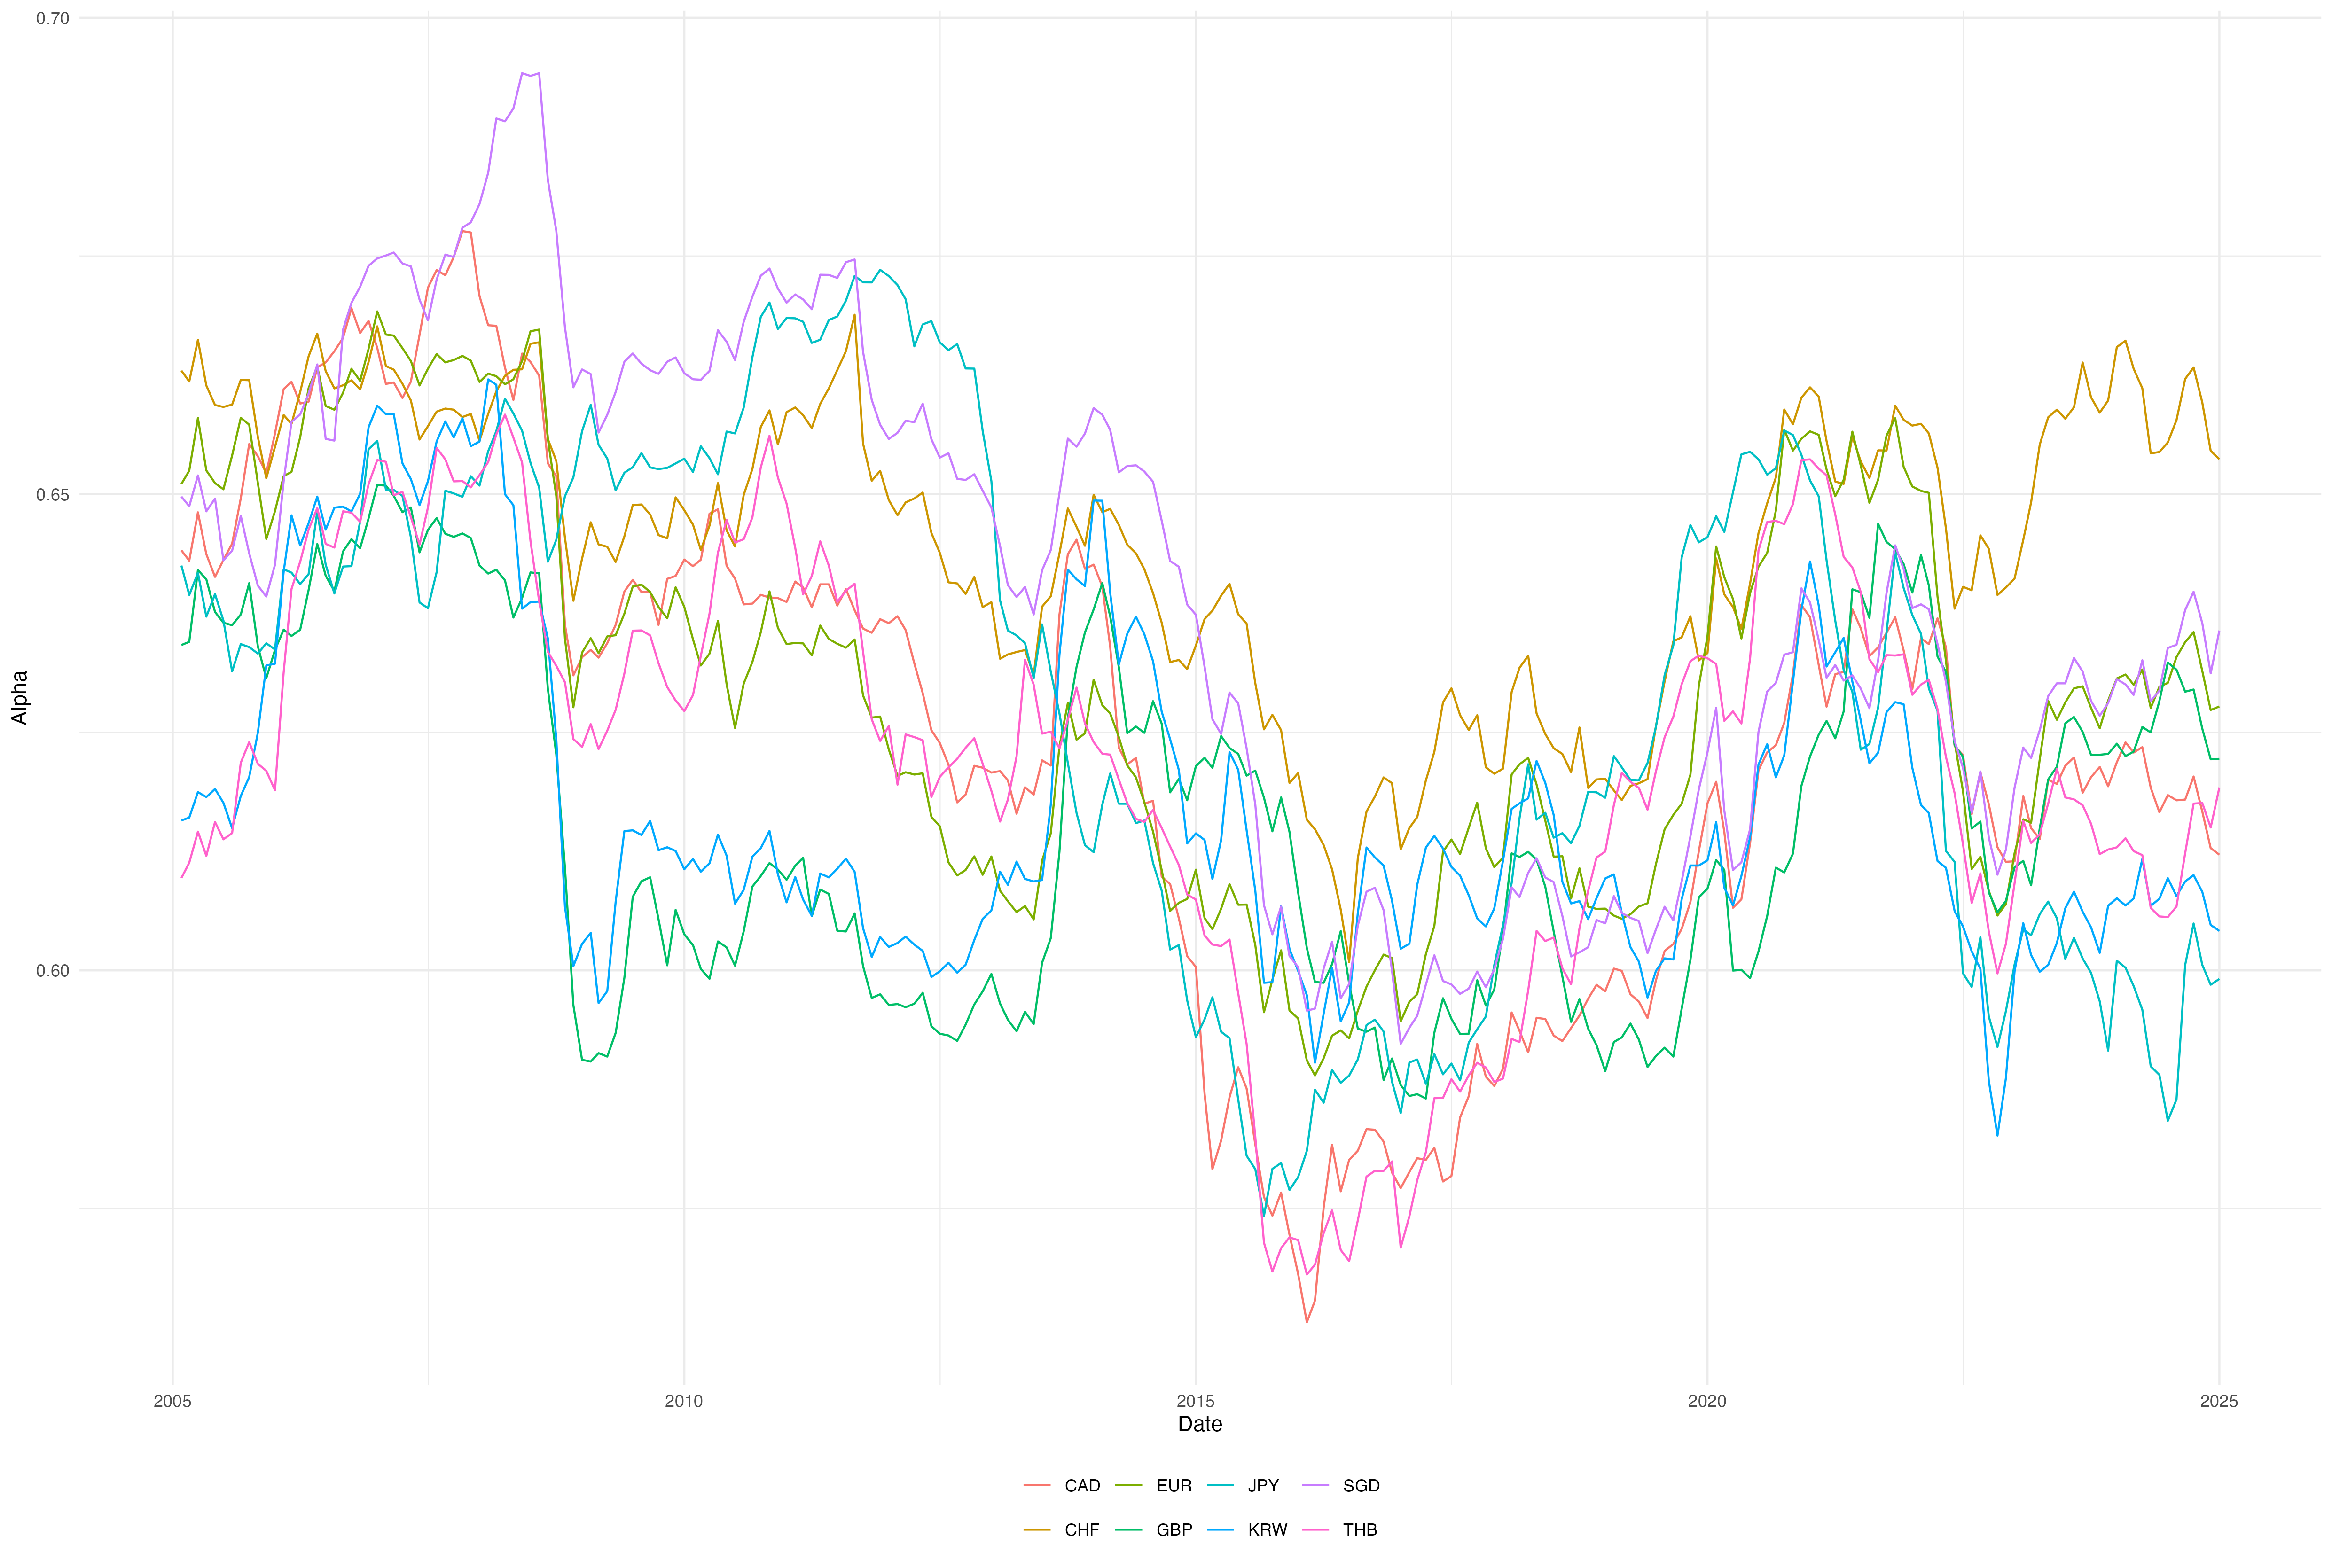 0.70
0.65
0.60
Alpha
2005 2010 2015 2020 2025
Date
CAD EUR JPY SGD
CHF GBP KRW THB